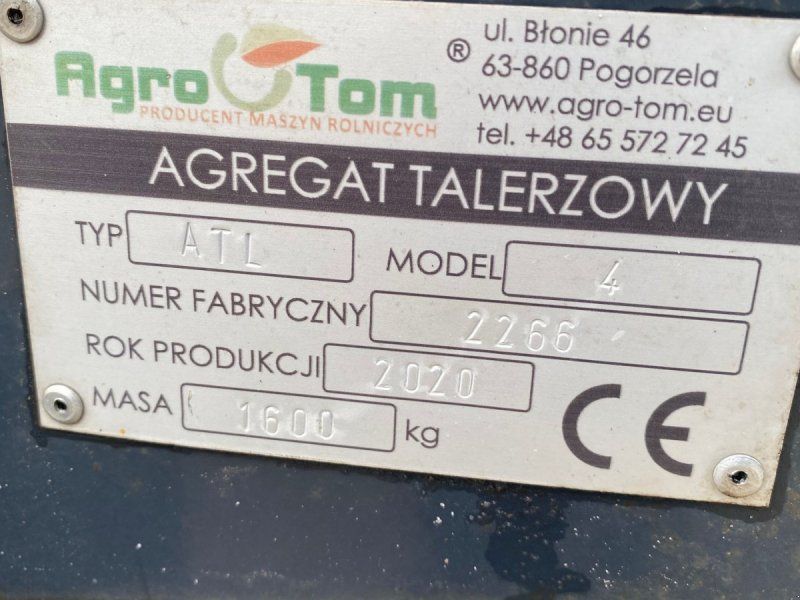 Agro Tom ®
PRODUCENT MASZYN ROLNICZYCH
ul. Błonie 46
63-860 Pogorzela
www.agro-tom.eu
tel. +48 65 572 72 45
AGREGAT TALERZOWY
TYP ATL MODEL 4
NUMER FABRYCZNY 2266
ROK PRODUKCJI 2020
MASA 1600 kg
CE